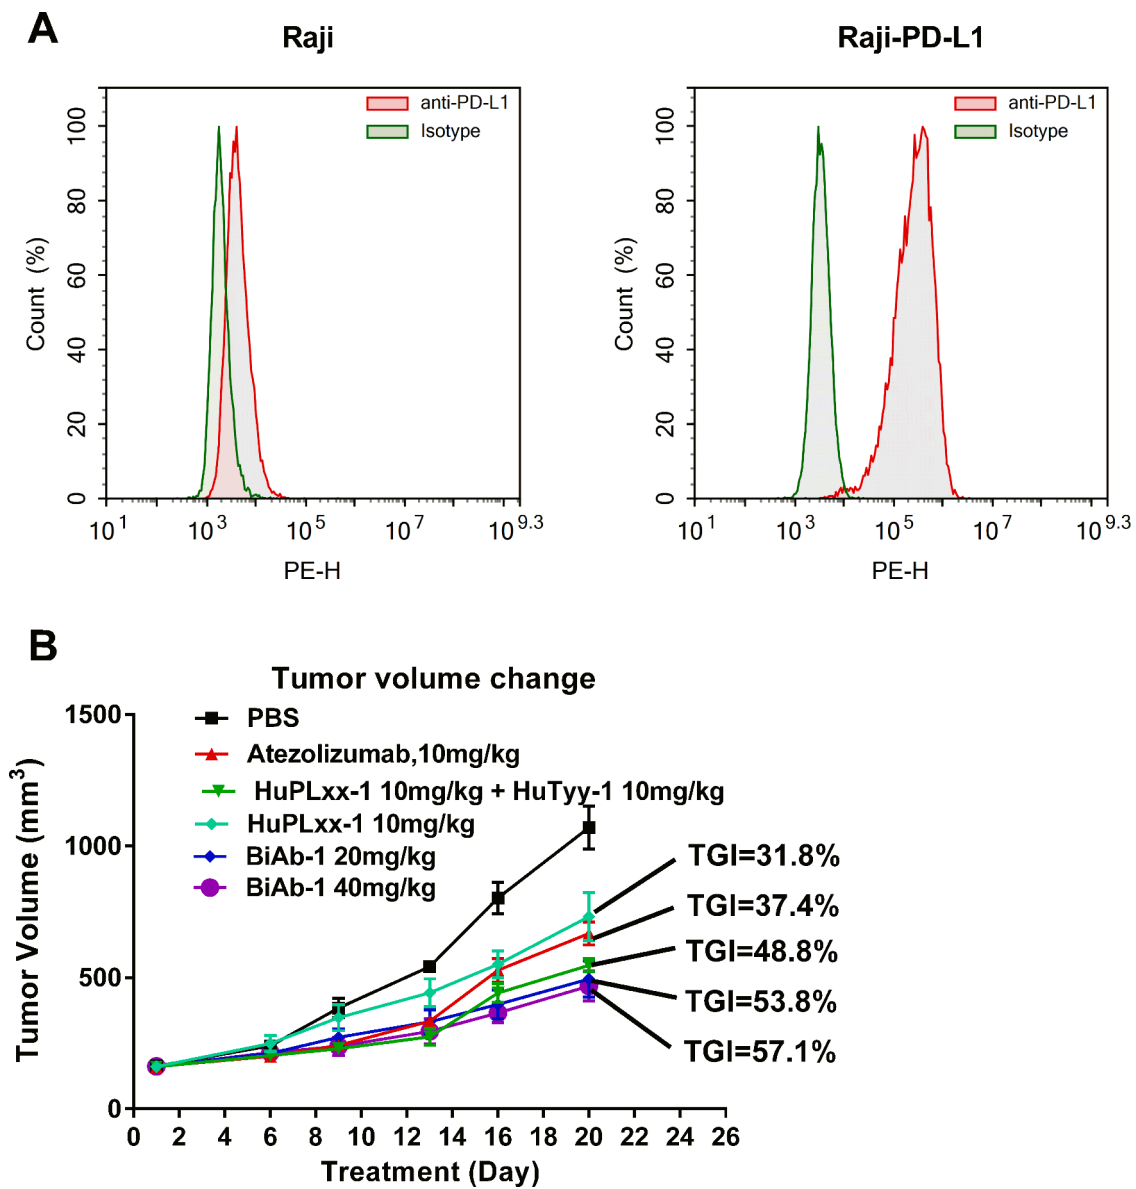 A
Raji
anti-PD-L1
Isotype
Count (%)
100
80
60
40
20
0
10^1 10^3 10^5 10^7 10^9.3
PE-H
Raji-PD-L1
anti-PD-L1
Isotype
Count (%)
100
80
60
40
20
0
10^1 10^3 10^5 10^7 10^9.3
PE-H
B
Tumor volume change
PBS
Atezolizumab,10mg/kg
HuPLxx-1 10mg/kg + HuTyy-1 10mg/kg
HuPLxx-1 10mg/kg
BiAb-1 20mg/kg
BiAb-1 40mg/kg
Tumor Volume (mm³)
1500
1000
500
0
TGI=31.8%
TGI=37.4%
TGI=48.8%
TGI=53.8%
TGI=57.1%
0 2 4 6 8 10 12 14 16 18 20 22 24 26
Treatment (Day)